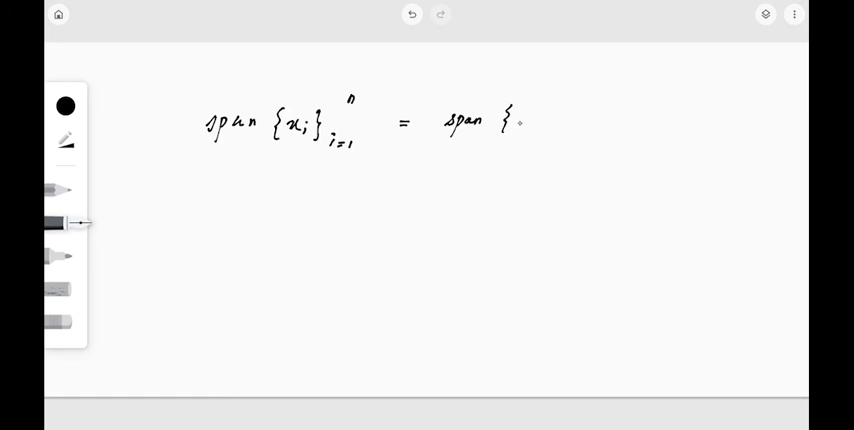 span {x_i}_{i=1}^{n} = span {